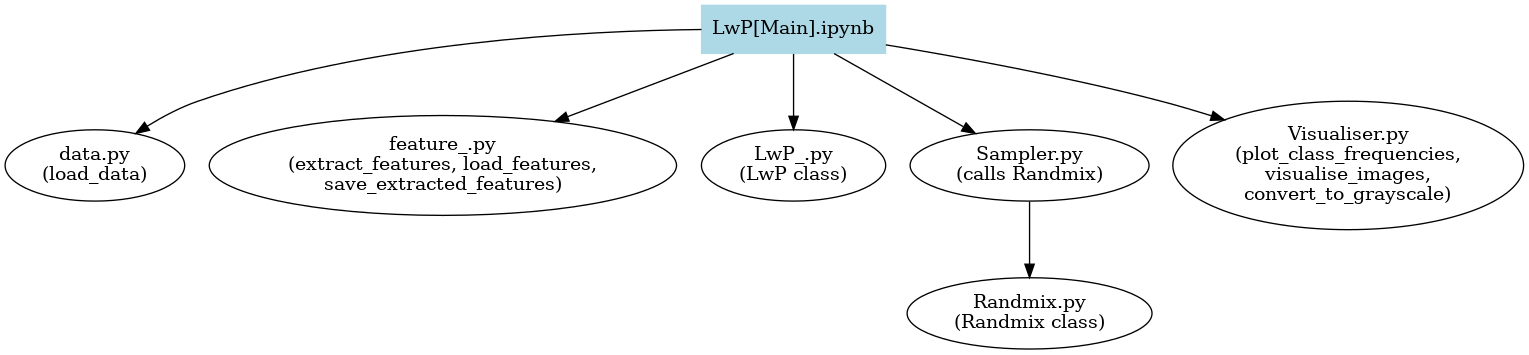 LwP[Main].ipynb
data.py
(load_data)
feature_.py
(extract_features, load_features,
save_extracted_features)
LwP_.py
(LwP class)
Sampler.py
(calls Randmix)
Visualiser.py
(plot_class_frequencies,
visualise_images,
convert_to_grayscale)
Randmix.py
(Randmix class)